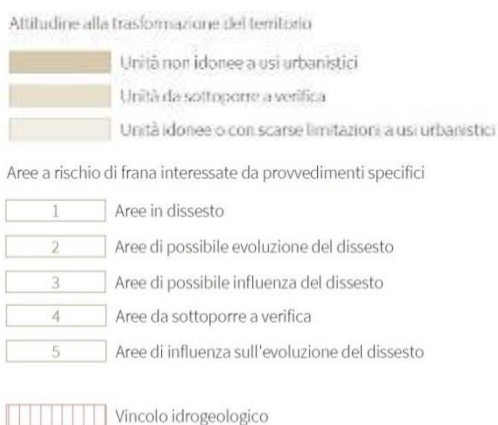 Attitudine alla trasformazione del territorio
Unità non idonee a usi urbanistici
Unità da sottoporre a verifica
Unità idonee o con scarse limitazioni a usi urbanistici
Aree a rischio di frana interessate da provvedimenti specifici
1 Aree in dissesto
2 Aree di possibile evoluzione del dissesto
3 Aree di possibile influenza del dissesto
4 Aree da sottoporre a verifica
5 Aree di influenza sull'evoluzione del dissesto
Vincolo idrogeologico